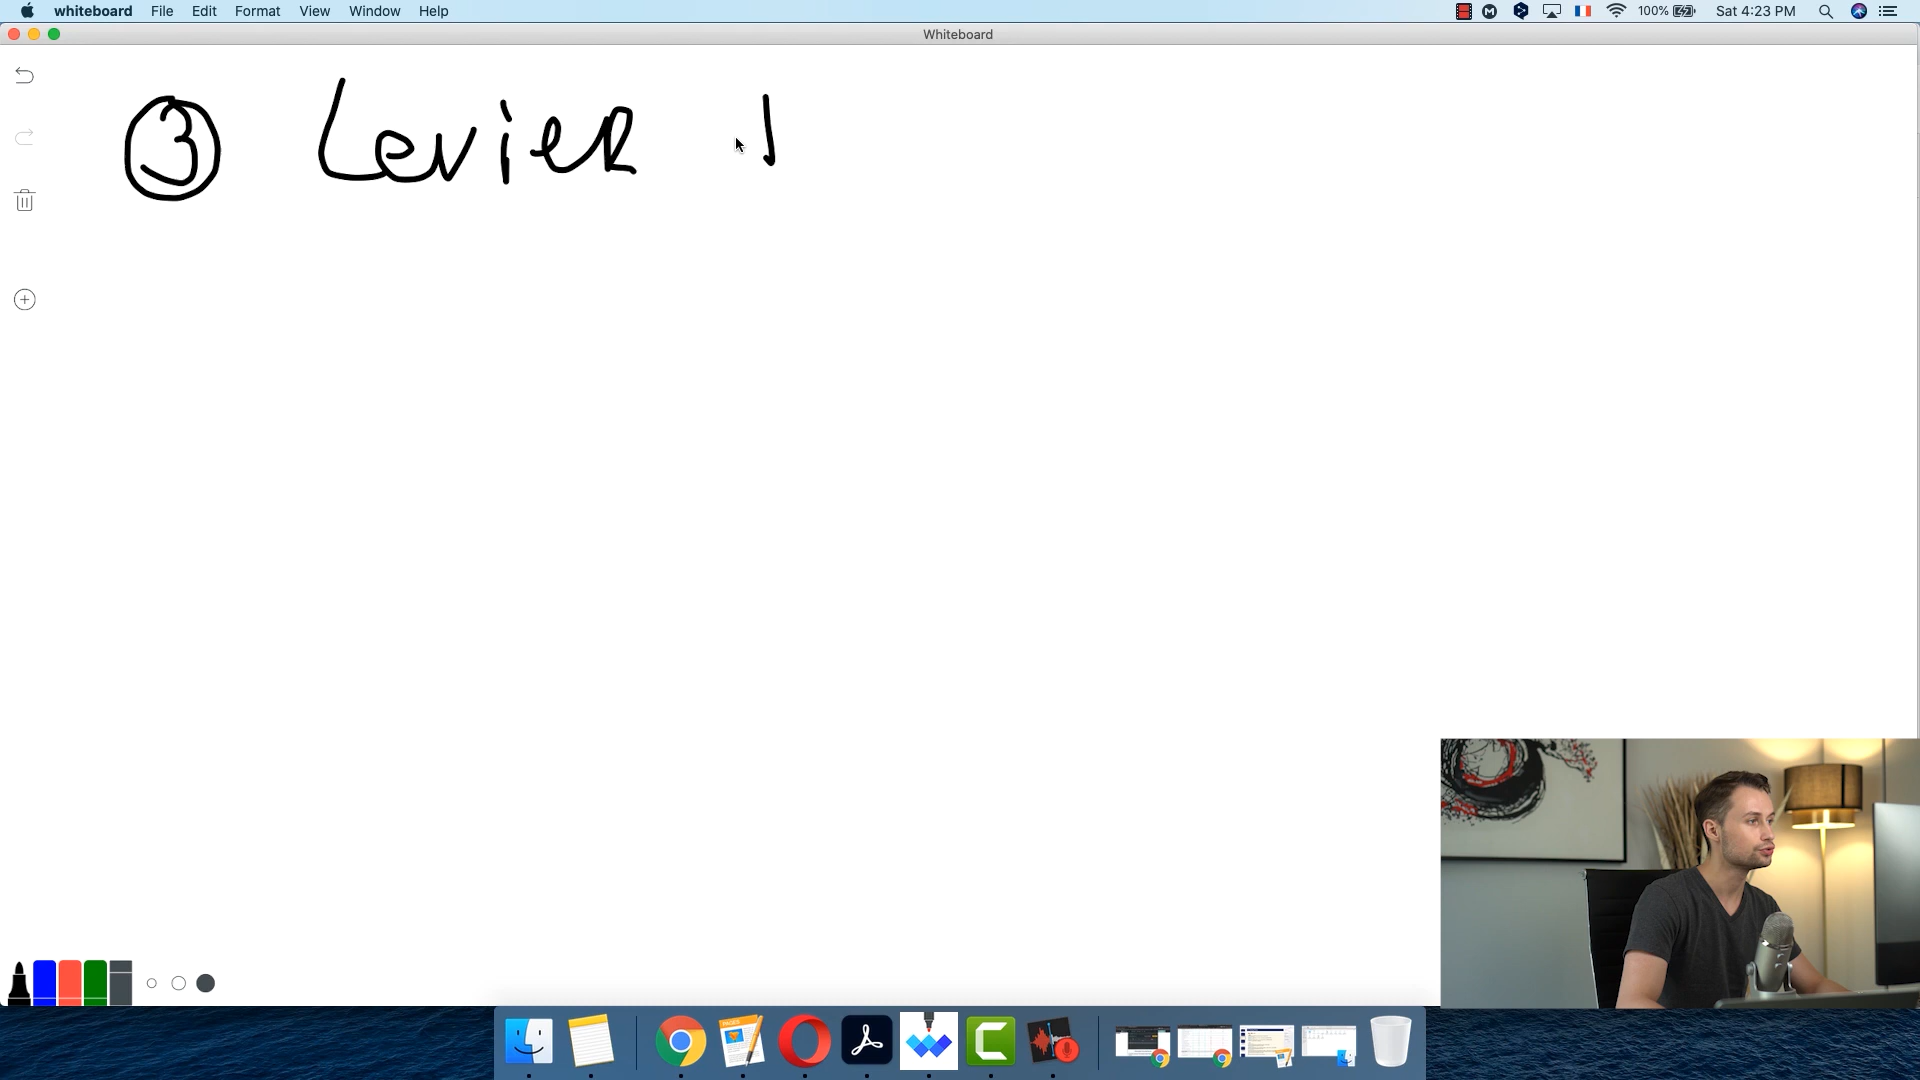 whiteboard File Edit Format View Window Help 100% Sat 4:23 PM
Whiteboard
③ Levier